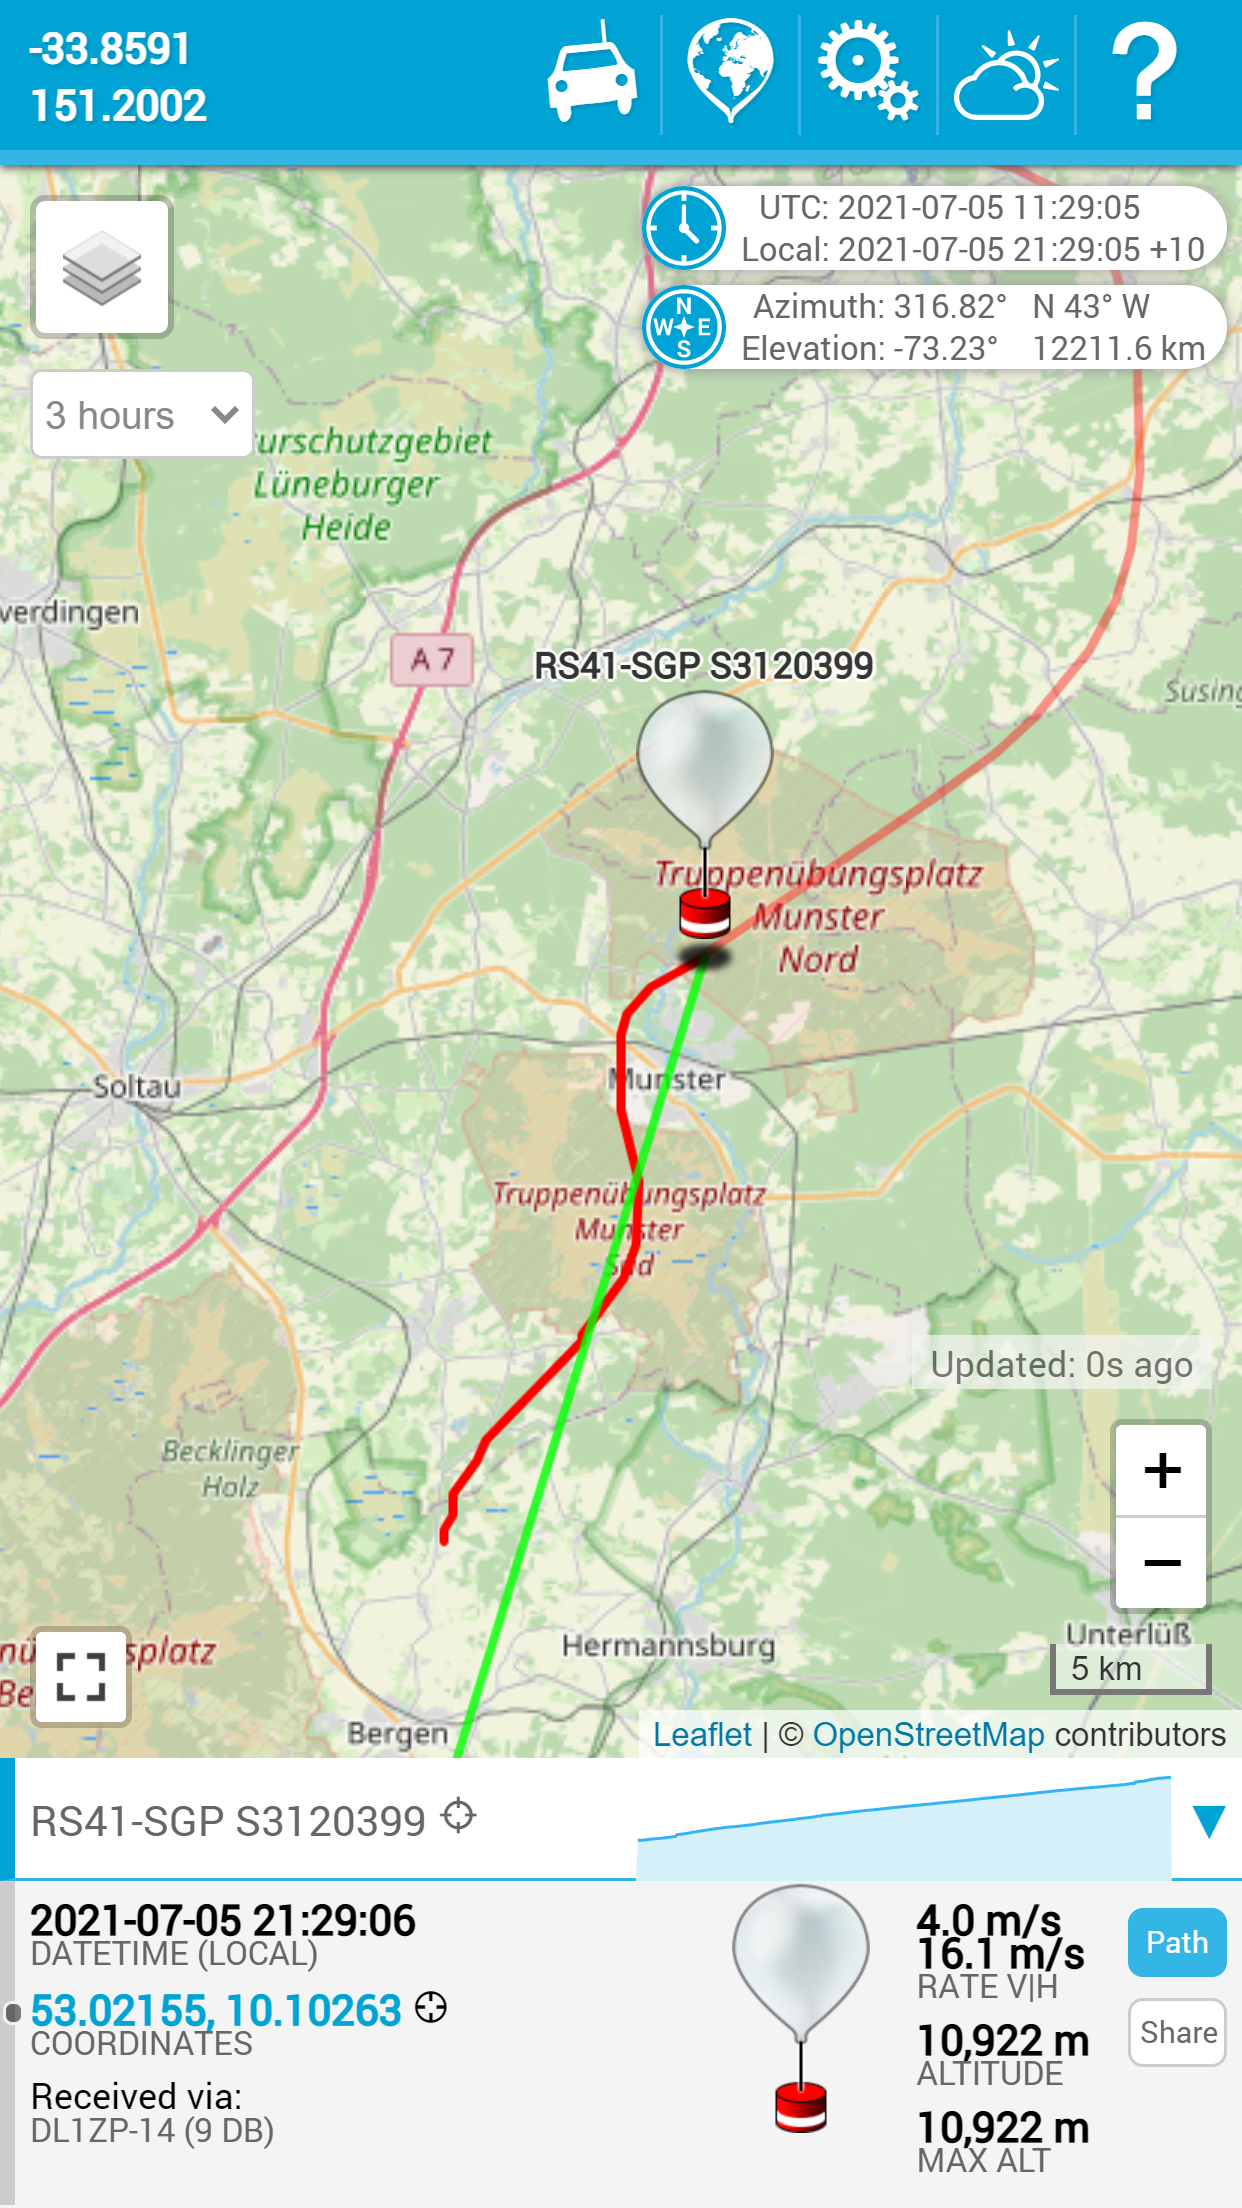 -33.8591
151.2002
UTC: 2021-07-05 11:29:05
Local: 2021-07-05 21:29:05 +10
N
W E
S
Azimuth: 316.82° N 43° W
Elevation: -73.23° 12211.6 km
3 hours
urschutzgebiet
Lüneburger
Heide
verdingen
A 7
RS41-SGP S3120399
Susing
Truppenübungsplatz
Munster
Nord
Soltau
Munster
Truppenübungsplatz
Munster
Süd
Updated: 0s ago
Becklinger
Holz
+
−
nü splatz
Be
Hermannsburg
Unterlüß
5 km
Bergen
Leaflet | © OpenStreetMap contributors
RS41-SGP S3120399
2021-07-05 21:29:06
DATETIME (LOCAL)
53.02155, 10.10263
COORDINATES
Received via:
DL1ZP-14 (9 DB)
4.0 m/s
16.1 m/s
RATE V|H
10,922 m
ALTITUDE
10,922 m
MAX ALT
Path
Share